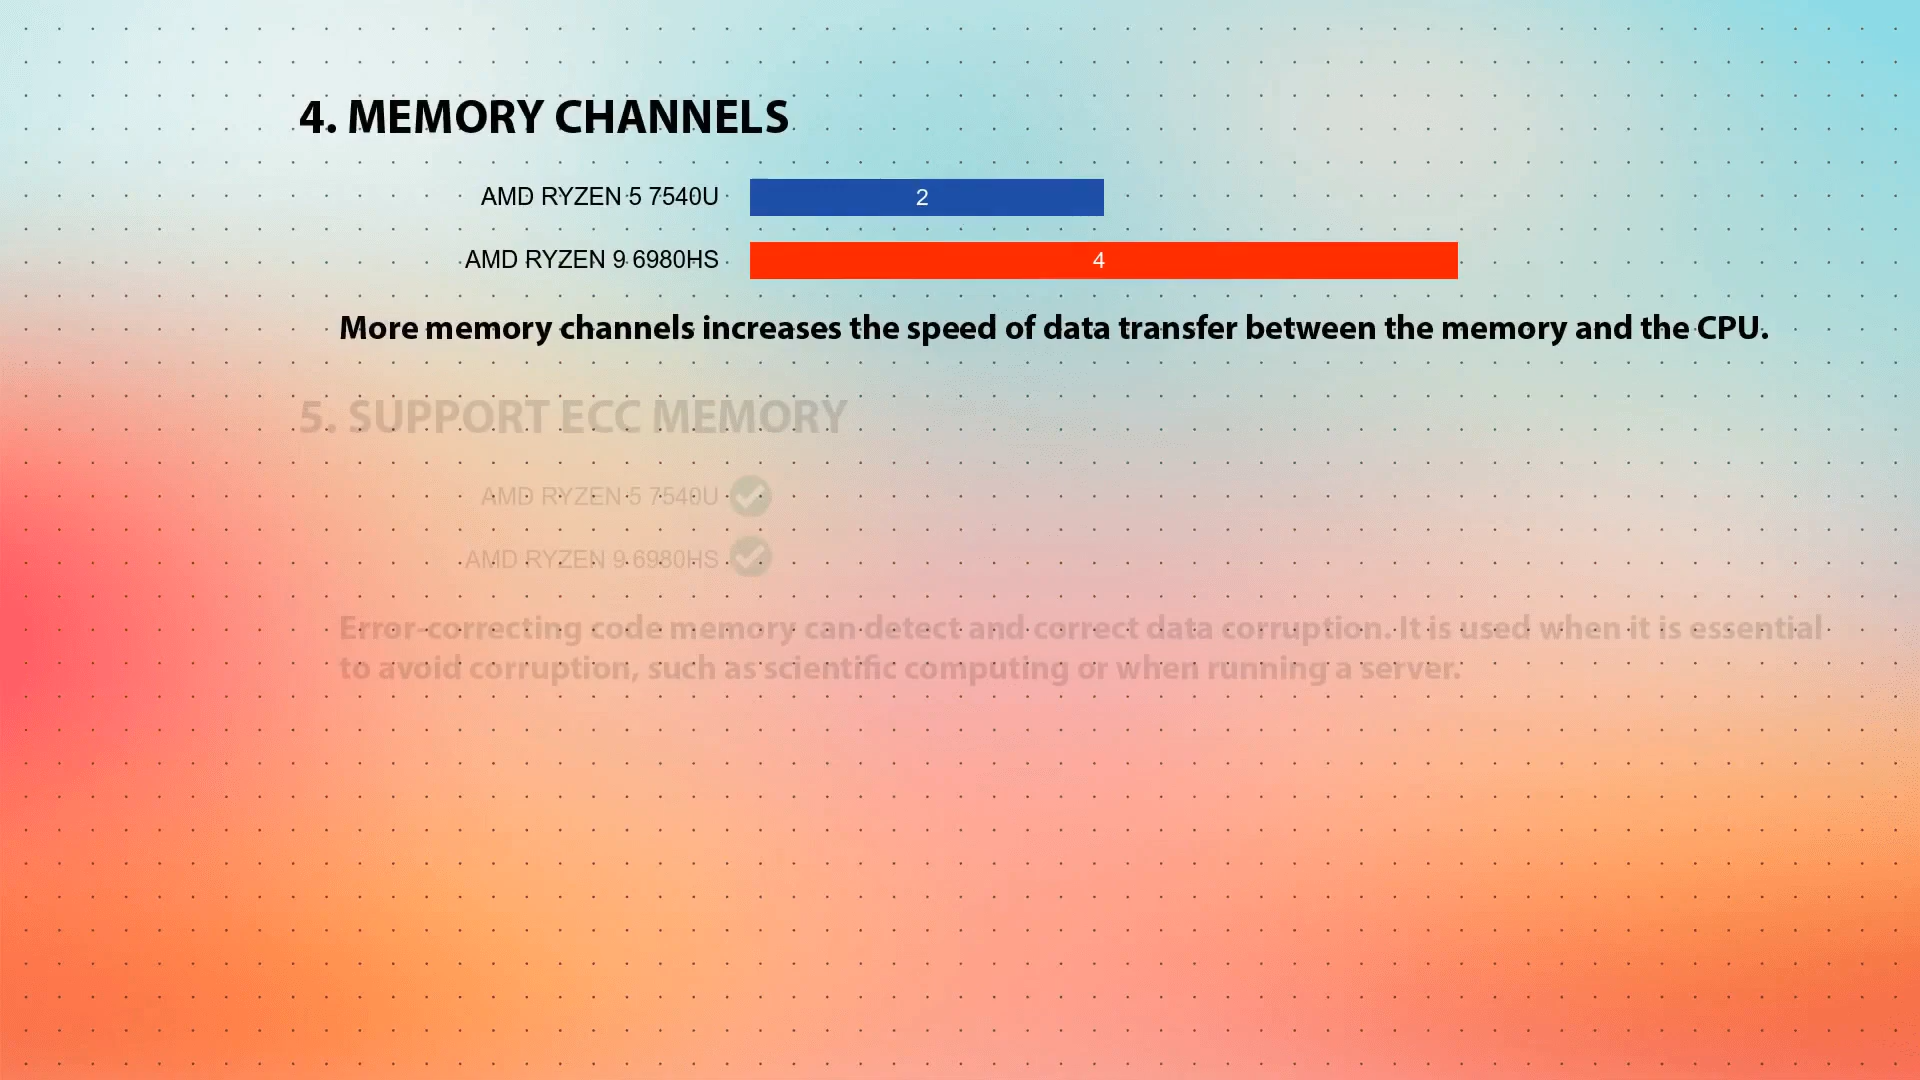 4. MEMORY CHANNELS
AMD RYZEN 5 7540U
2
AMD RYZEN 9 6980HS
4
More memory channels increases the speed of data transfer between the memory and the CPU.
5. SUPPORT ECC MEMORY
AMD RYZEN 5 7540U
AMD RYZEN 9 6980HS
Error-correcting code memory can detect and correct data corruption. It is used when it is essential
to avoid corruption, such as scientific computing or when running a server.